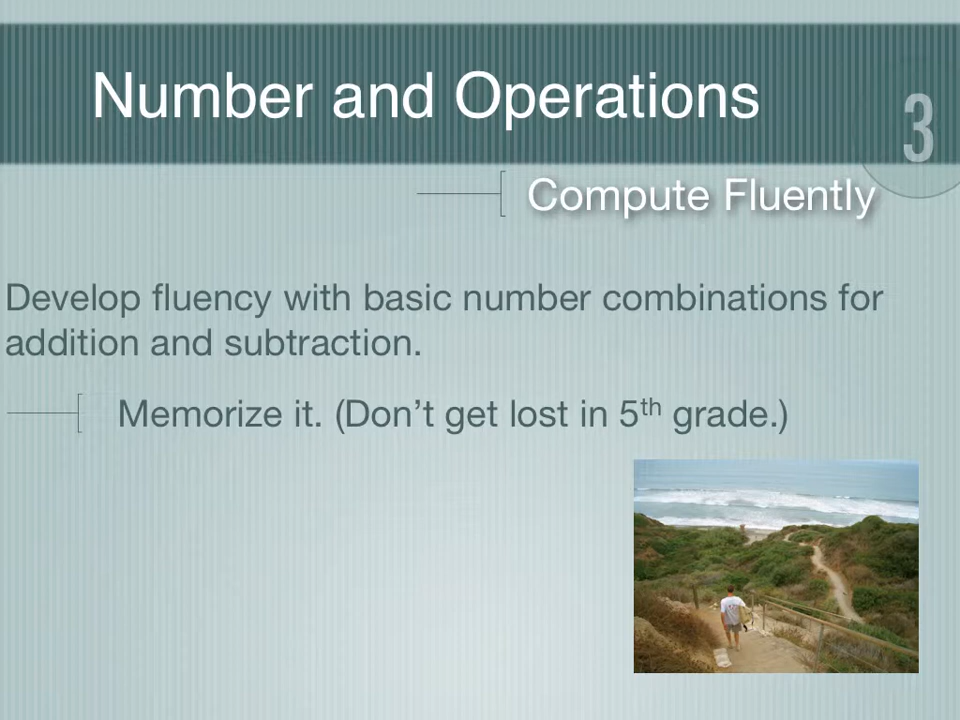 Number and Operations
3
Compute Fluently
Develop fluency with basic number combinations for
addition and subtraction.
Memorize it. (Don’t get lost in 5th grade.)